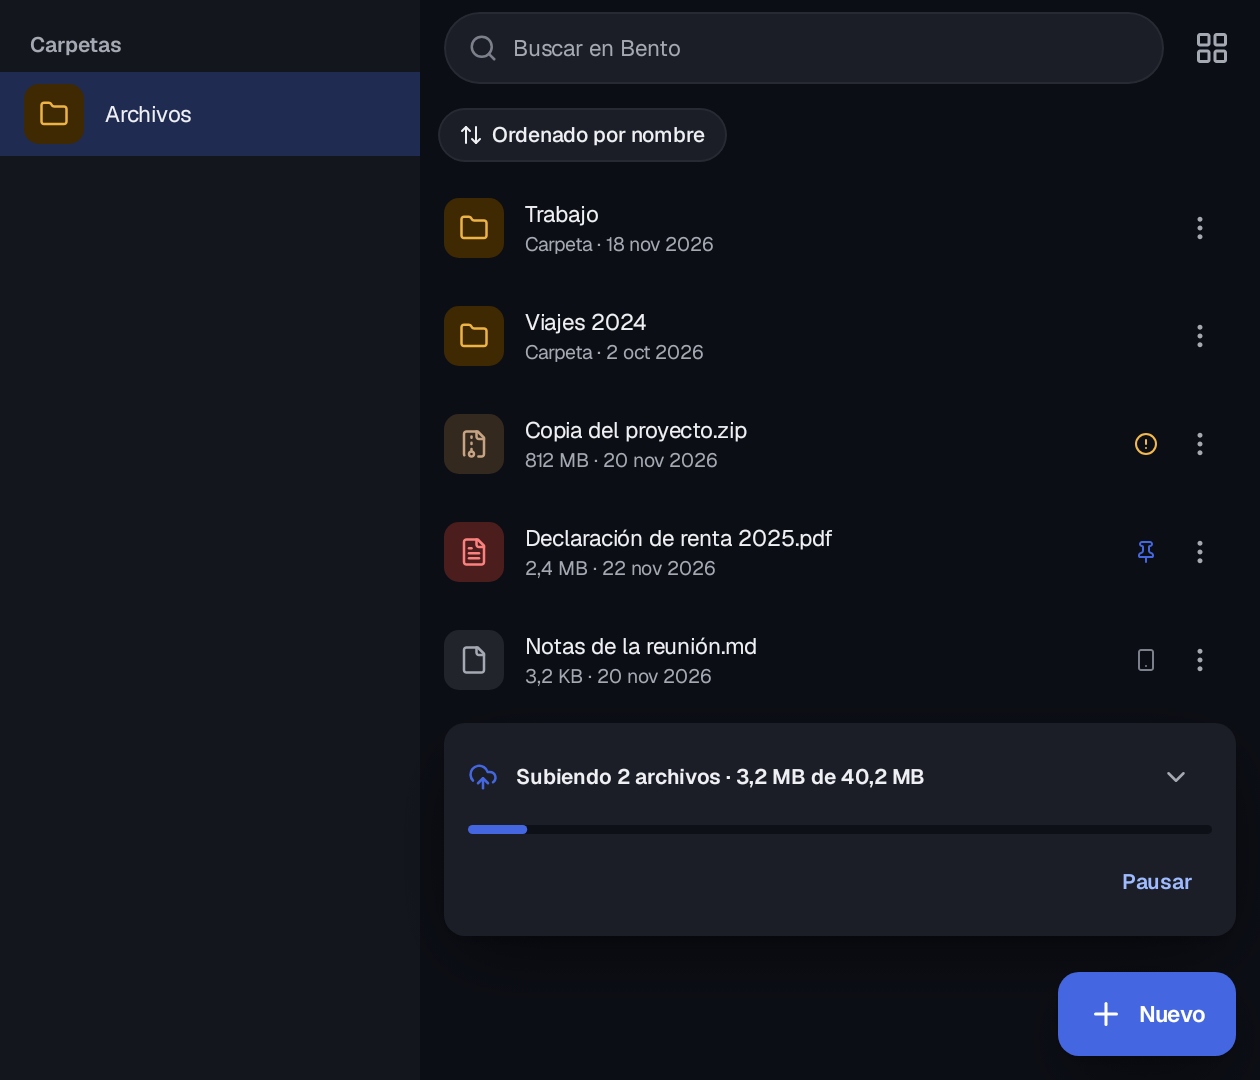 Carpetas
Archivos
Buscar en Bento
Ordenado por nombre
Trabajo
Carpeta · 18 nov 2026
Viajes 2024
Carpeta · 2 oct 2026
Copia del proyecto.zip
812 MB · 20 nov 2026
Declaración de renta 2025.pdf
2,4 MB · 22 nov 2026
Notas de la reunión.md
3,2 KB · 20 nov 2026
Subiendo 2 archivos · 3,2 MB de 40,2 MB
Pausar
Nuevo